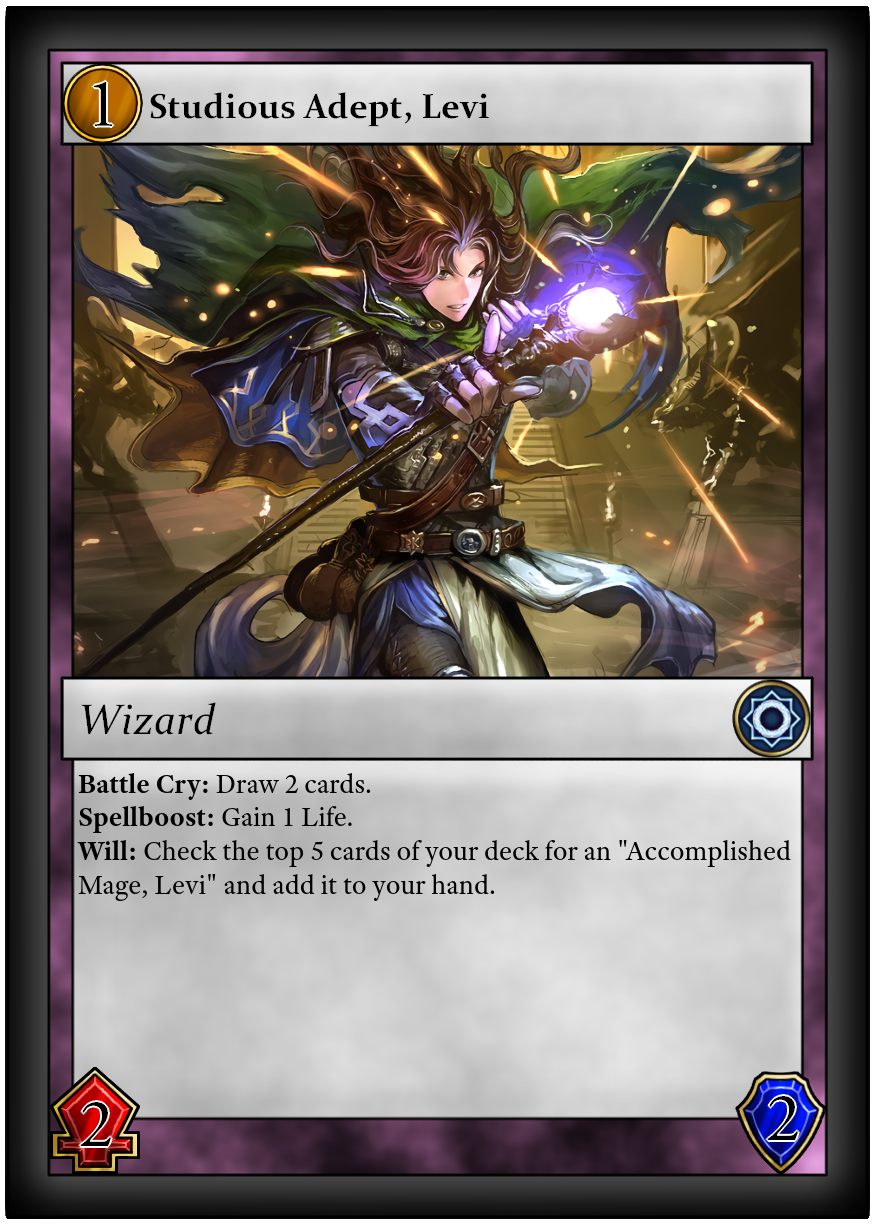 1
Studious Adept, Levi
Wizard
Battle Cry: Draw 2 cards.
Spellboost: Gain 1 Life.
Will: Check the top 5 cards of your deck for an "Accomplished
Mage, Levi" and add it to your hand.
2
2